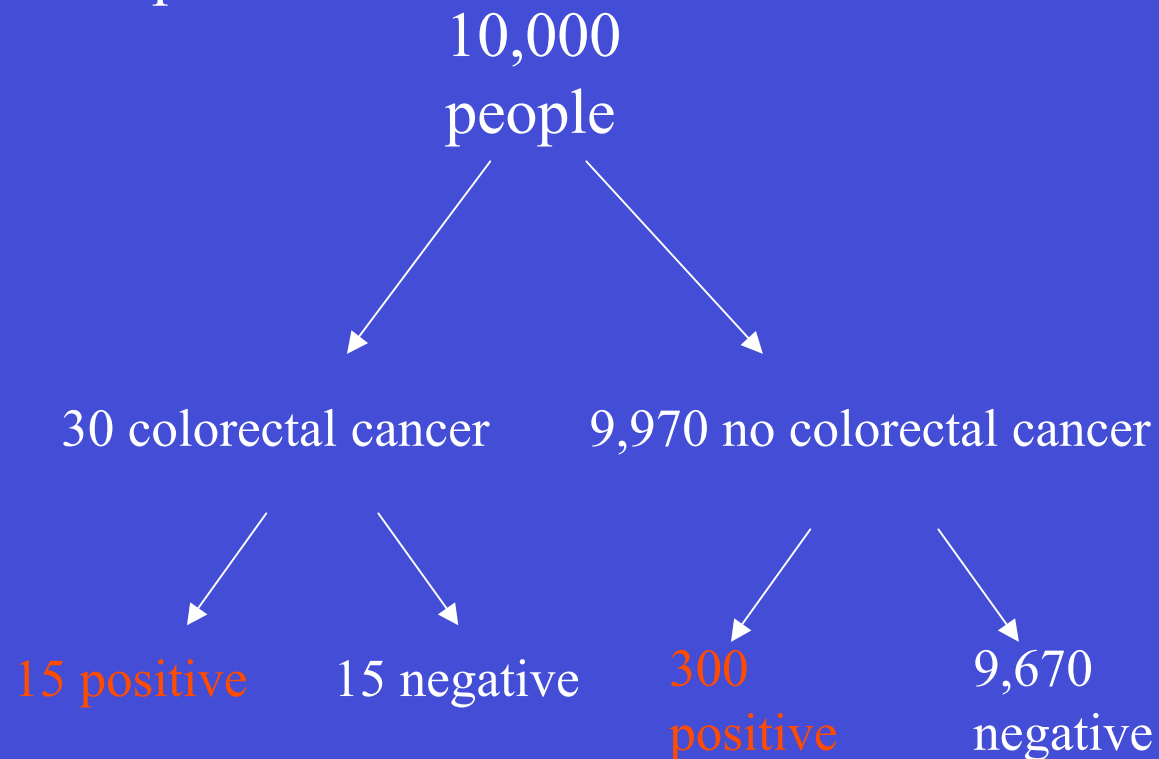 10,000
people
30 colorectal cancer
9,970 no colorectal cancer
15 positive
15 negative
300
positive
9,670
negative